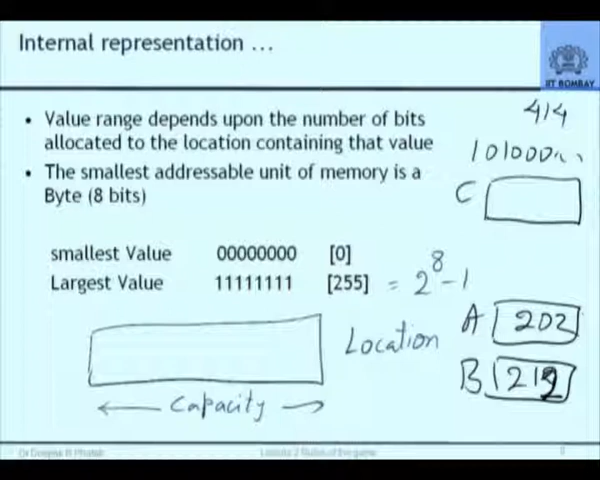 Internal representation ...
IIT BOMBAY
414
• Value range depends upon the number of bits
allocated to the location containing that value
101000...
• The smallest addressable unit of memory is a
Byte (8 bits)
C
smallest Value 00000000 [0]
Largest Value 11111111 [255] = 2^8-1
A 202
Location
B 212
Capacity